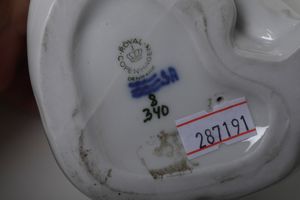 ROYAL
COPENHAGEN
DENMARK
8
340
287191